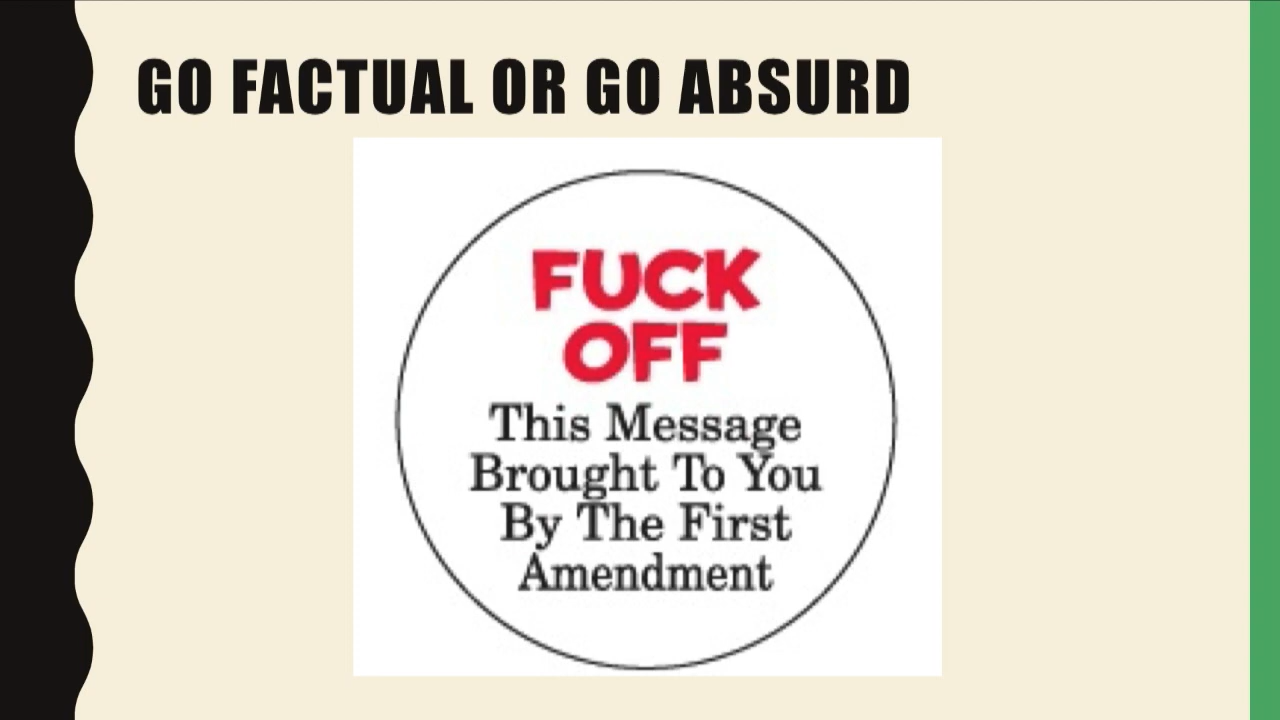 GO FACTUAL OR GO ABSURD
FUCK
OFF
This Message
Brought To You
By The First
Amendment